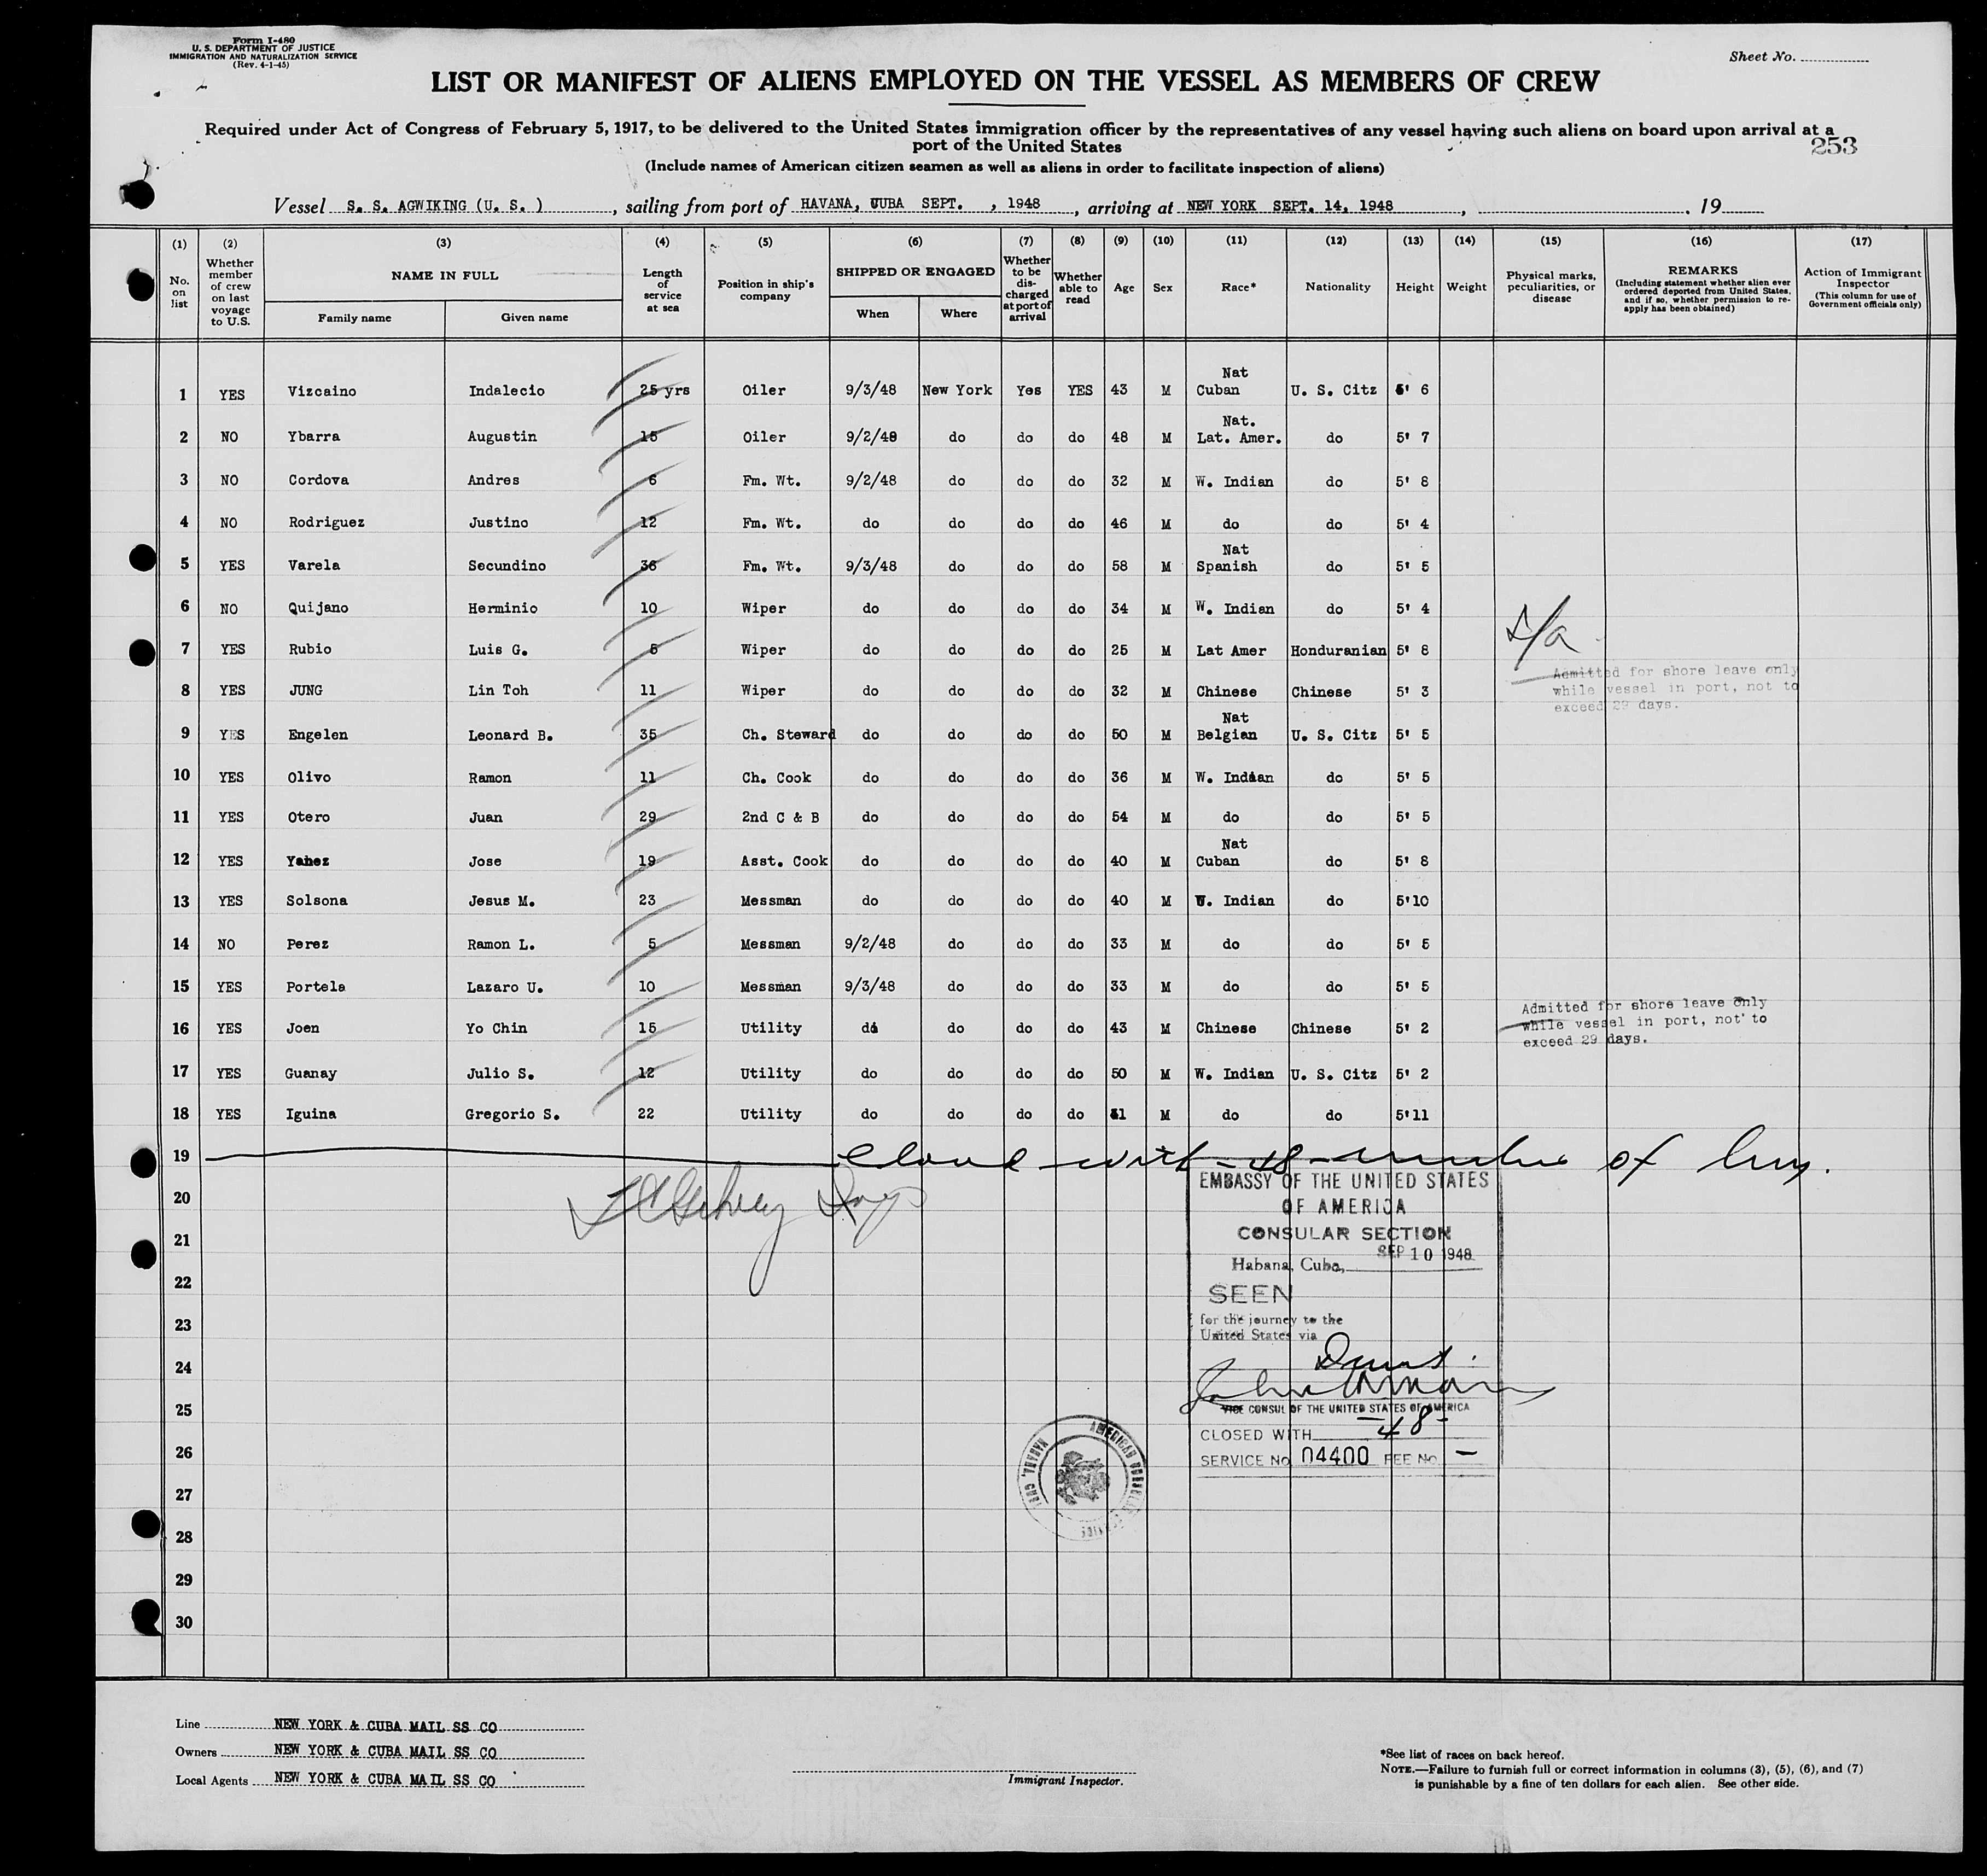 Form I-480
U. S. DEPARTMENT OF JUSTICE
IMMIGRATION AND NATURALIZATION SERVICE
(Rev. 4-1-45)
Sheet No.
LIST OR MANIFEST OF ALIENS EMPLOYED ON THE VESSEL AS MEMBERS OF CREW
Required under Act of Congress of February 5, 1917, to be delivered to the United States immigration officer by the representatives of any vessel having such aliens on board upon arrival at a
port of the United States
253
(Include names of American citizen seamen as well as aliens in order to facilitate inspection of aliens)
Vessel S. S. AGWIKING (U. S. ), sailing from port of HAVANA, CUBA SEPT. , 1948, arriving at NEW YORK SEPT. 14, 1948, , 19
(1) (2) (3) (4) (5) (6) (7) (8) (9) (10) (11) (12) (13) (14) (15) (16) (17)
No. on list
Whether member of crew on last voyage to U.S.
NAME IN FULL
Family name Given name
Length of service at sea
Position in ship's company
SHIPPED OR ENGAGED
When Where
Whether to be discharged at port of arrival
Whether able to read
Age Sex Race* Nationality Height Weight
Physical marks, peculiarities, or disease
REMARKS
(Including statement whether alien ever ordered deported from United States, and if so, whether permission to re-apply has been obtained)
Action of Immigrant Inspector
(This column for use of Government officials only)
1 YES Vizcaino Indalecio 25 yrs Oiler 9/3/48 New York Yes YES 43 M Nat Cuban U. S. Citz 5' 6
2 NO Ybarra Augustin 15 Oiler 9/2/48 do do do 48 M Nat. Lat. Amer. do 5' 7
3 NO Cordova Andres 6 Fm. Wt. 9/2/48 do do do 32 M W. Indian do 5' 8
4 NO Rodriguez Justino 12 Fm. Wt. do do do do 46 M do do 5' 4
5 YES Varela Secundino 36 Fm. Wt. 9/3/48 do do do 58 M Nat Spanish do 5' 5
6 NO Quijano Herminio 10 Wiper do do do do 34 M W. Indian do 5' 4
7 YES Rubio Luis G. 5 Wiper do do do do 25 M Lat Amer Honduranian 5' 8
8 YES JUNG Lin Toh 11 Wiper do do do do 32 M Chinese Chinese 5' 3
Admitted for shore leave only
while vessel in port, not to
exceed 29 days.
9 YES Engelen Leonard B. 35 Ch. Steward do do do do 50 M Nat Belgian U. S. Citz 5' 5
10 YES Olivo Ramon 11 Ch. Cook do do do do 36 M W. Indian do 5' 5
11 YES Otero Juan 29 2nd C & B do do do do 54 M do do 5' 5
12 YES Yanez Jose 19 Asst. Cook do do do do 40 M Nat Cuban do 5' 8
13 YES Solsona Jesus M. 23 Messman do do do do 40 M W. Indian do 5'10
14 NO Perez Ramon L. 5 Messman 9/2/48 do do do 33 M do do 5' 5
15 YES Portela Lazaro U. 10 Messman 9/3/48 do do do 33 M do do 5' 5
16 YES Joen Yo Chin 15 Utility do do do do 43 M Chinese Chinese 5' 2
Admitted for shore leave only
while vessel in port, not to
exceed 29 days.
17 YES Guanay Julio S. 12 Utility do do do do 50 M W. Indian U. S. Citz 5' 2
18 YES Iguina Gregorio S. 22 Utility do do do do 41 M do do 5'11
19 Closed with - 48 - of
20
21
22
23
24
25
26
27
28
29
30
EMBASSY OF THE UNITED STATES
OF AMERICA
CONSULAR SECTION
SEP 10 1948
Habana, Cuba,
SEEN
for the journey to the
United States via
Direct
VICE CONSUL OF THE UNITED STATES OF AMERICA
CLOSED WITH -48-
SERVICE No 04400 FEE No. -
Line NEW YORK & CUBA MAIL SS CO
Owners NEW YORK & CUBA MAIL SS CO
Local Agents NEW YORK & CUBA MAIL SS CO
Immigrant Inspector.
*See list of races on back hereof.
NOTE.—Failure to furnish full or correct information in columns (3), (5), (6), and (7)
is punishable by a fine of ten dollars for each alien. See other side.